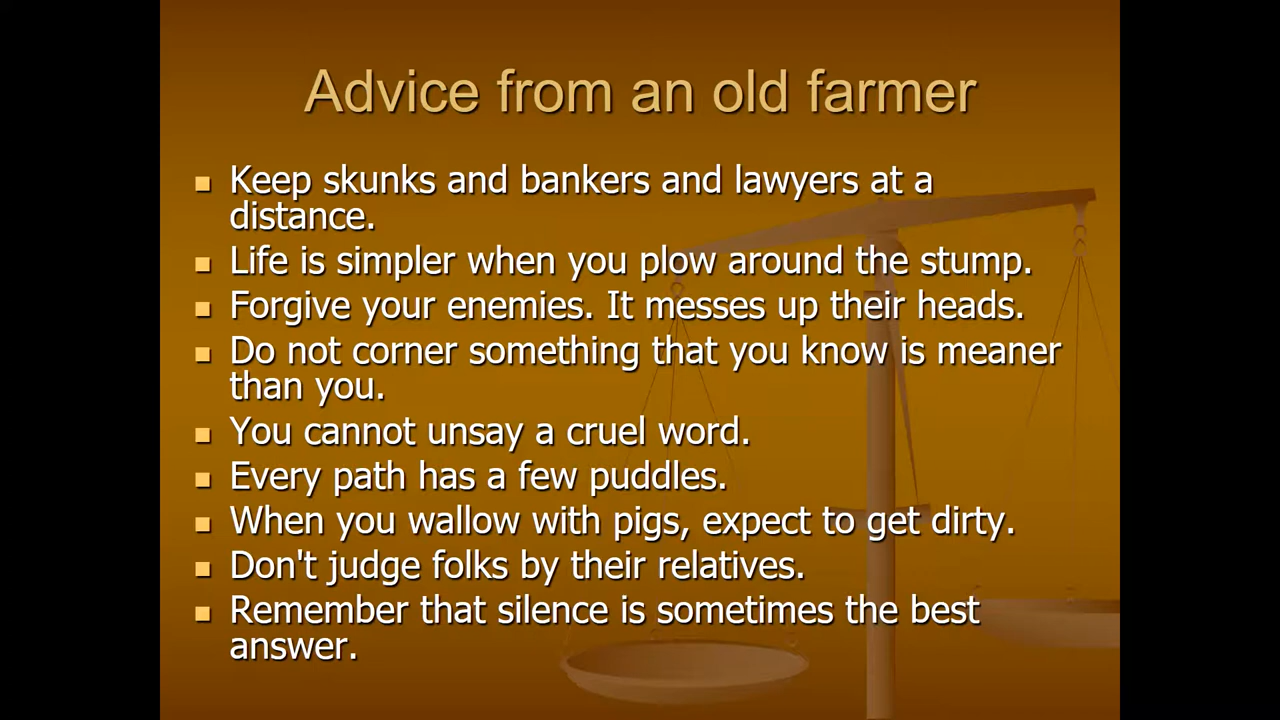 Advice from an old farmer
Keep skunks and bankers and lawyers at a
distance.
Life is simpler when you plow around the stump.
Forgive your enemies. It messes up their heads.
Do not corner something that you know is meaner
than you.
You cannot unsay a cruel word.
Every path has a few puddles.
When you wallow with pigs, expect to get dirty.
Don't judge folks by their relatives.
Remember that silence is sometimes the best
answer.